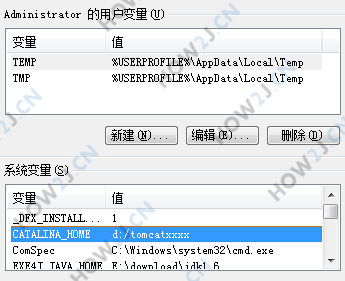 Administrator 的用户变量(U)
变量 值
TEMP %USERPROFILE%\AppData\Local\Temp
TMP %USERPROFILE%\AppData\Local\Temp
新建(N)... 编辑(E)... 删除(D)
系统变量(S)
变量 值
_DFX_INSTALL... 1
CATALINA_HOME d:/tomcatxxxx
ComSpec C:\Windows\system32\cmd.exe
EXE4J_JAVA_HOME E:\download\jdk1.6
HOW2J.CN
HOW2J.CN
HOW2J.CN
HOW2J.CN